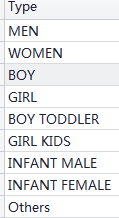 Type
MEN
WOMEN
BOY
GIRL
BOY TODDLER
GIRL KIDS
INFANT MALE
INFANT FEMALE
Others